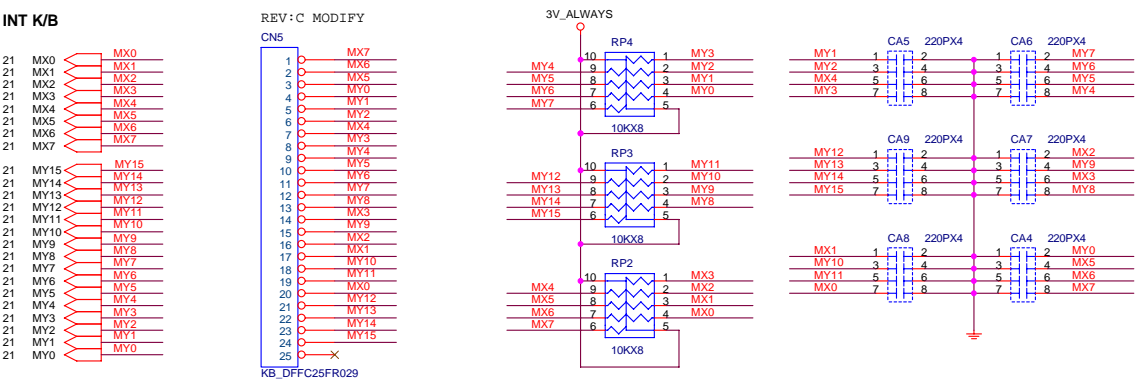 INT K/B
21 MX0 MX0
21 MX1 MX1
21 MX2 MX2
21 MX3 MX3
21 MX4 MX4
21 MX5 MX5
21 MX6 MX6
21 MX7 MX7
21 MY15 MY15
21 MY14 MY14
21 MY13 MY13
21 MY12 MY12
21 MY11 MY11
21 MY10 MY10
21 MY9 MY9
21 MY8 MY8
21 MY7 MY7
21 MY6 MY6
21 MY5 MY5
21 MY4 MY4
21 MY3 MY3
21 MY2 MY2
21 MY1 MY1
21 MY0 MY0
REV:C MODIFY
CN5
1 MX7
2 MX6
3 MX5
4 MY0
5 MY1
6 MY2
7 MX4
8 MY3
9 MY4
10 MY5
11 MY6
12 MY7
13 MY8
14 MX3
15 MY9
16 MX2
17 MX1
18 MY10
19 MY11
20 MX0
21 MY12
22 MY13
23 MY14
24 MY15
25
KB_DFFC25FR029
3V_ALWAYS
RP4
10 1 MY3
MY4 9 2 MY2
MY5 8 3 MY1
MY6 7 4 MY0
MY7 6 5
10KX8
RP3
10 1 MY11
MY12 9 2 MY10
MY13 8 3 MY9
MY14 7 4 MY8
MY15 6 5
10KX8
RP2
10 1 MX3
MX4 9 2 MX2
MX5 8 3 MX1
MX6 7 4 MX0
MX7 6 5
10KX8
CA5 220PX4 CA6 220PX4
MY1 1 2 1 2 MY7
MY2 3 4 3 4 MY6
MX4 5 6 5 6 MY5
MY3 7 8 7 8 MY4
CA9 220PX4 CA7 220PX4
MY12 1 2 1 2 MX2
MY13 3 4 3 4 MY9
MY14 5 6 5 6 MX3
MY15 7 8 7 8 MY8
CA8 220PX4 CA4 220PX4
MX1 1 2 1 2 MY0
MY10 3 4 3 4 MX5
MY11 5 6 5 6 MX6
MX0 7 8 7 8 MX7